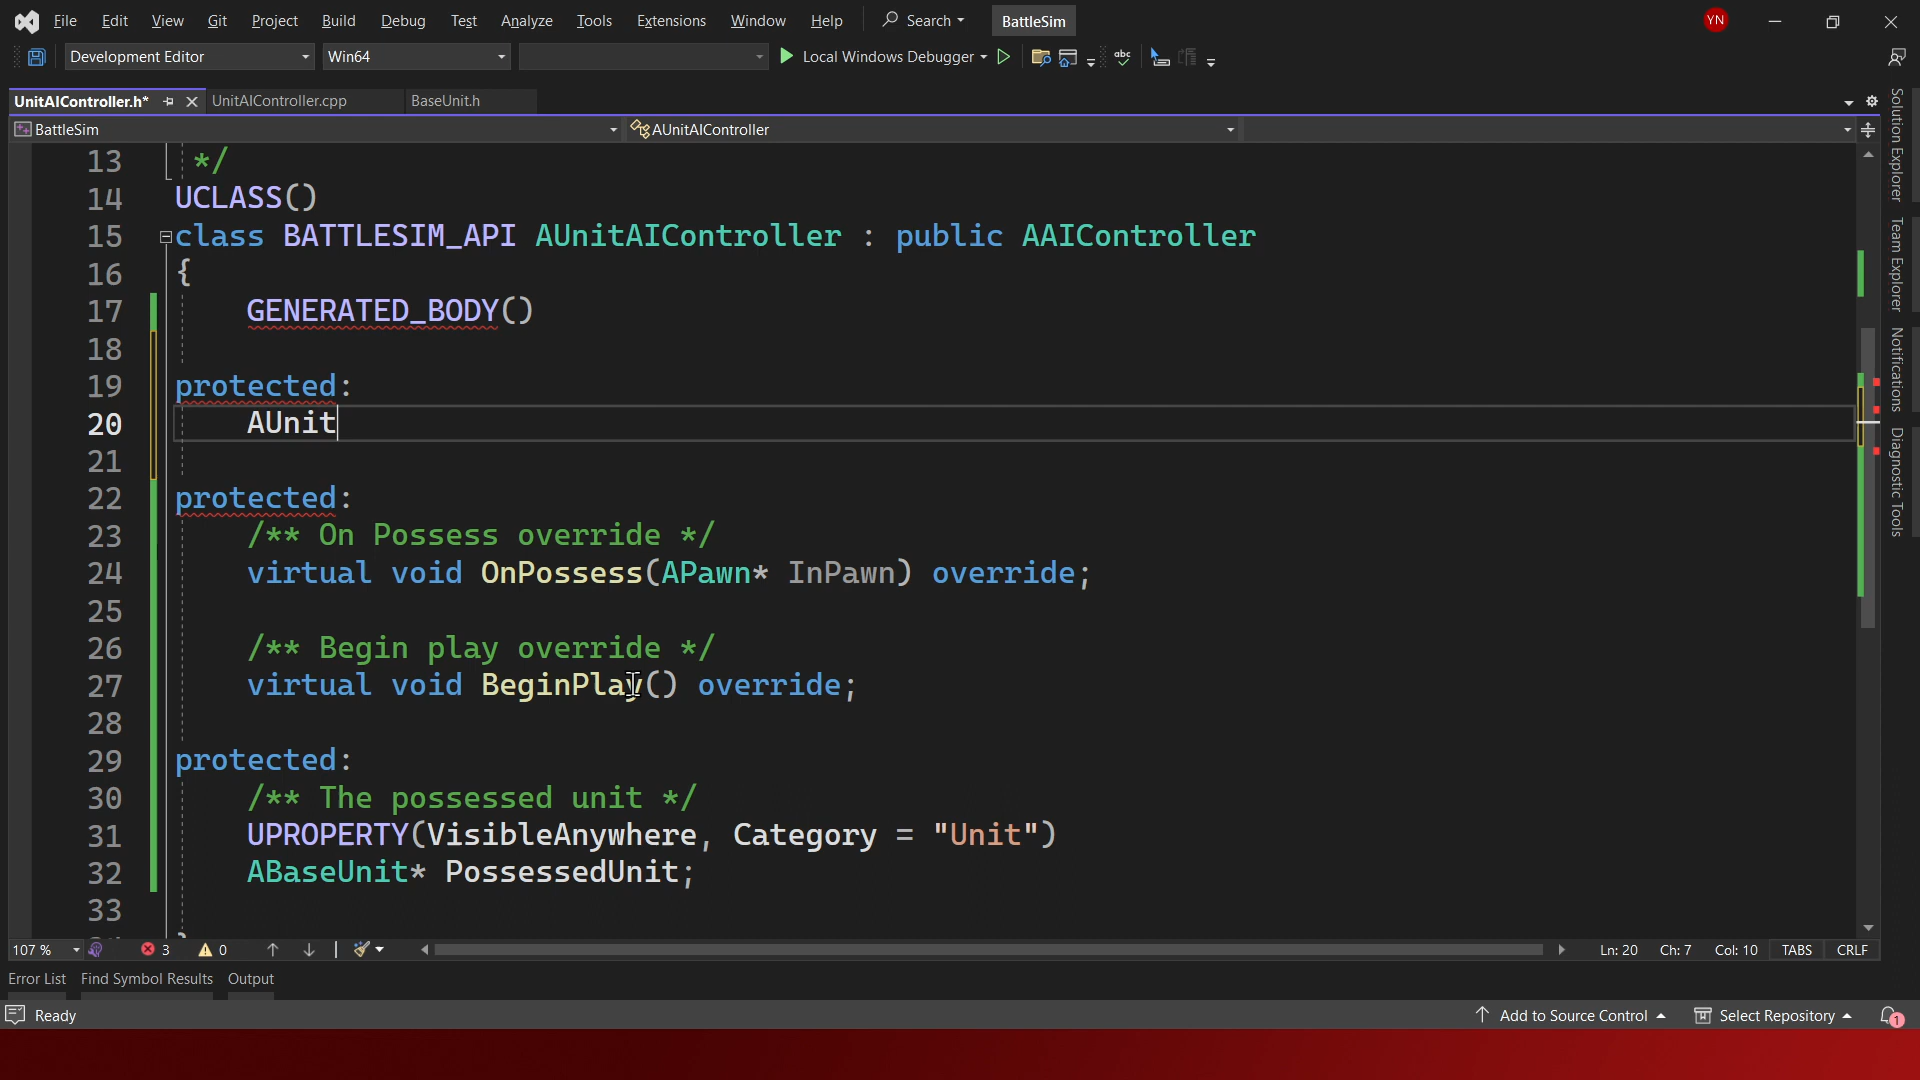 File Edit View Git Project Build Debug Test Analyze Tools Extensions Window Help Search BattleSim YN
Development Editor Win64 Local Windows Debugger abc
UnitAIController.h* UnitAIController.cpp BaseUnit.h
BattleSim AUnitAIController
13 */
14 UCLASS()
15 class BATTLESIM_API AUnitAIController : public AAIController
16 {
17 GENERATED_BODY()
18
19 protected:
20 AUnit
21
22 protected:
23 /** On Possess override */
24 virtual void OnPossess(APawn* InPawn) override;
25
26 /** Begin play override */
27 virtual void BeginPlay() override;
28
29 protected:
30 /** The possessed unit */
31 UPROPERTY(VisibleAnywhere, Category = "Unit")
32 ABaseUnit* PossessedUnit;
33
Solution Explorer
Team Explorer
Notifications
Diagnostic Tools
107 % 3 0 Ln: 20 Ch: 7 Col: 10 TABS CRLF
Error List Find Symbol Results Output
Ready Add to Source Control Select Repository 1